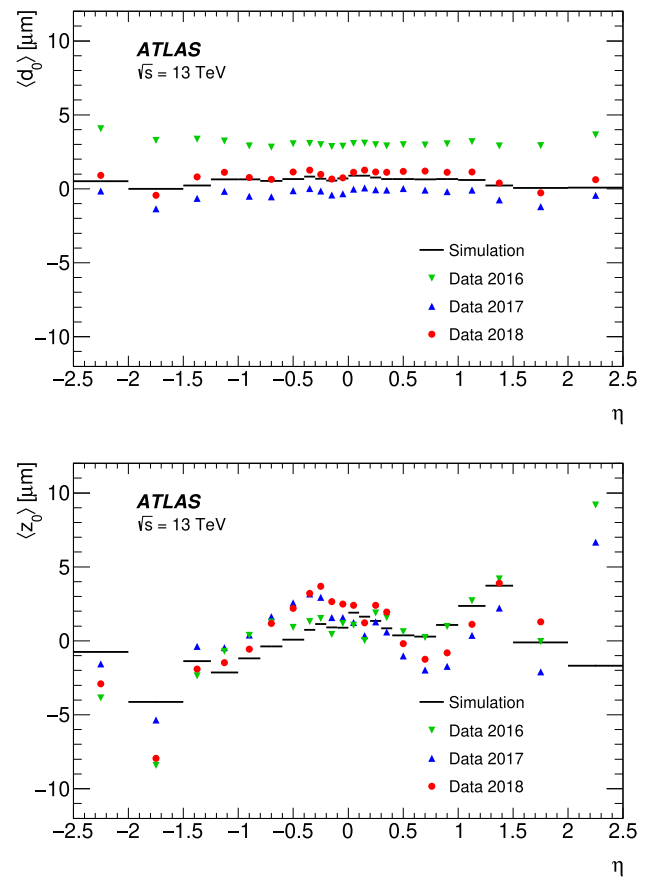 ⟨d₀⟩ [μm]
10
5
0
−5
−10
ATLAS
√s = 13 TeV
Simulation
Data 2016
Data 2017
Data 2018
−2.5 −2 −1.5 −1 −0.5 0 0.5 1 1.5 2 2.5
η
⟨z₀⟩ [μm]
10
5
0
−5
−10
ATLAS
√s = 13 TeV
Simulation
Data 2016
Data 2017
Data 2018
−2.5 −2 −1.5 −1 −0.5 0 0.5 1 1.5 2 2.5
η